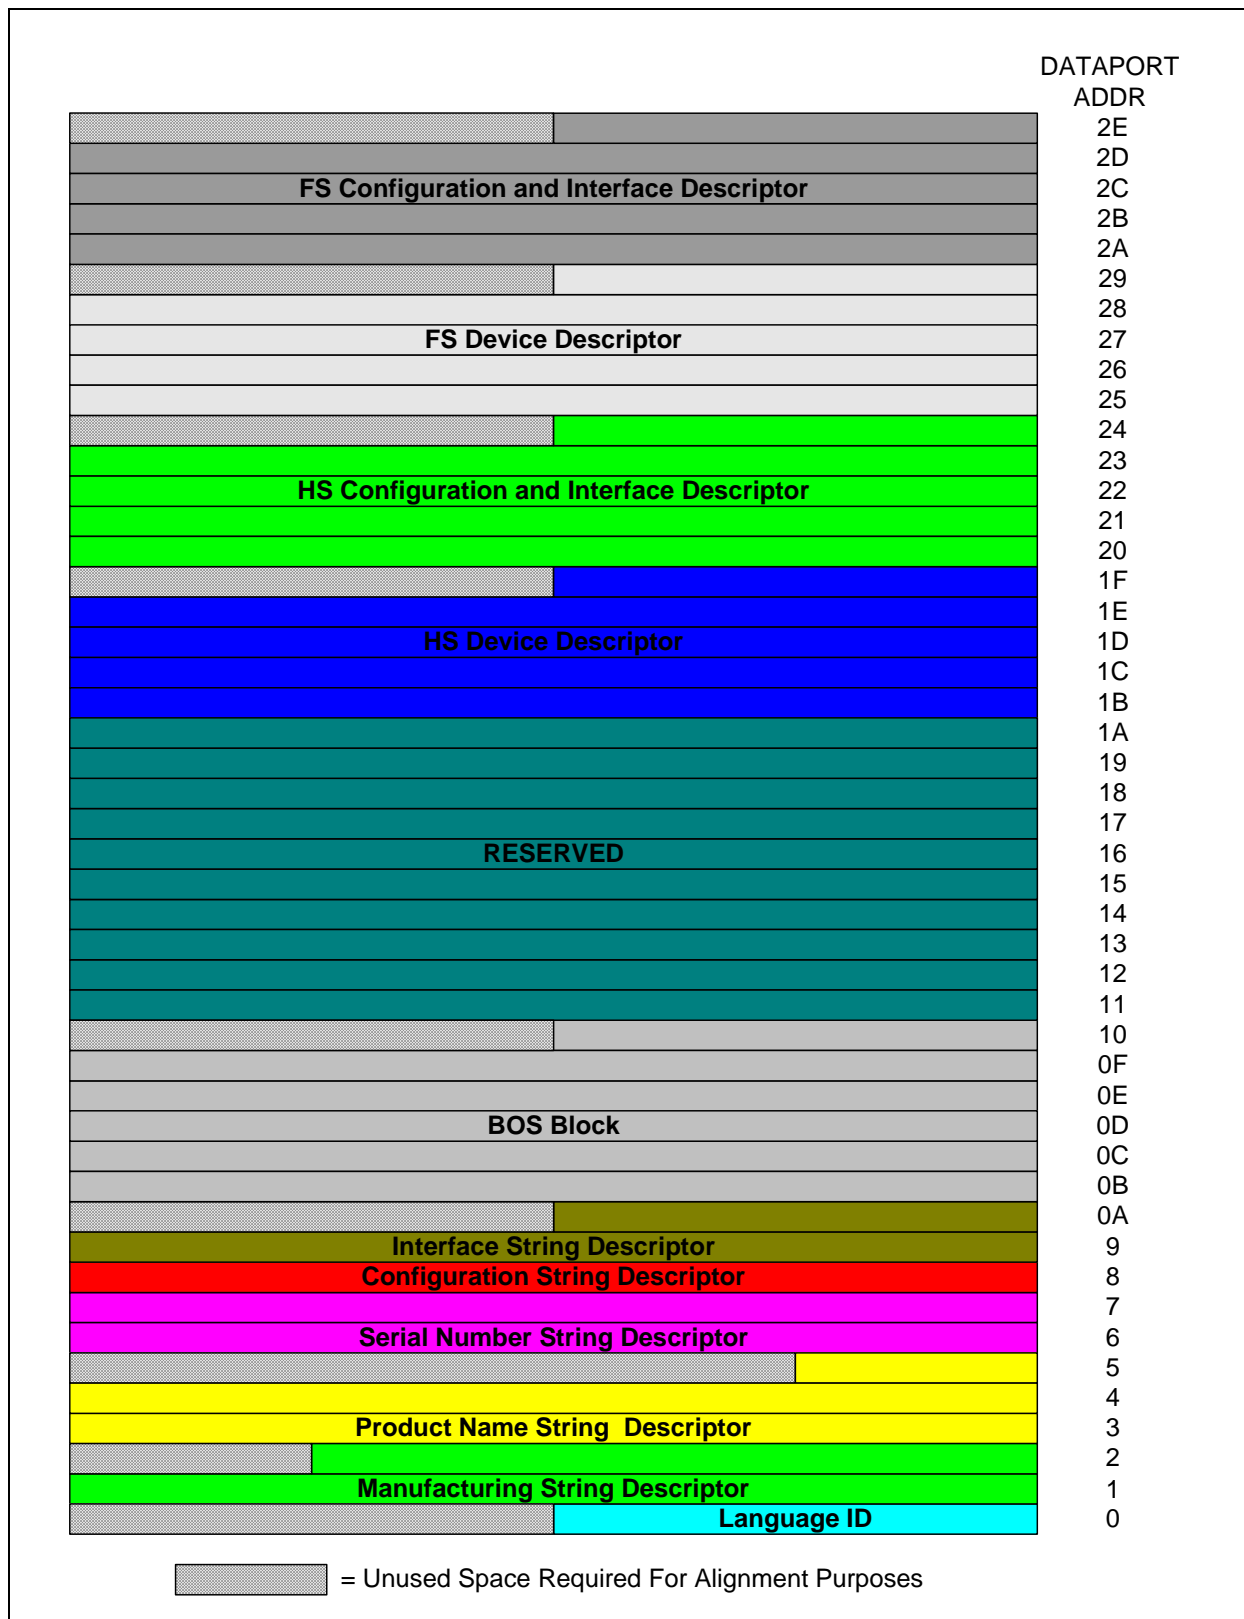 DATAPORT
ADDR
2E
2D
FS Configuration and Interface Descriptor 2C
2B
2A
29
28
FS Device Descriptor 27
26
25
24
23
HS Configuration and Interface Descriptor 22
21
20
1F
1E
HS Device Descriptor 1D
1C
1B
1A
19
18
17
RESERVED 16
15
14
13
12
11
10
0F
0E
BOS Block 0D
0C
0B
0A
Interface String Descriptor 9
Configuration String Descriptor 8
7
Serial Number String Descriptor 6
5
4
Product Name String  Descriptor 3
2
Manufacturing String Descriptor 1
Language ID 0
= Unused Space Required For Alignment Purposes